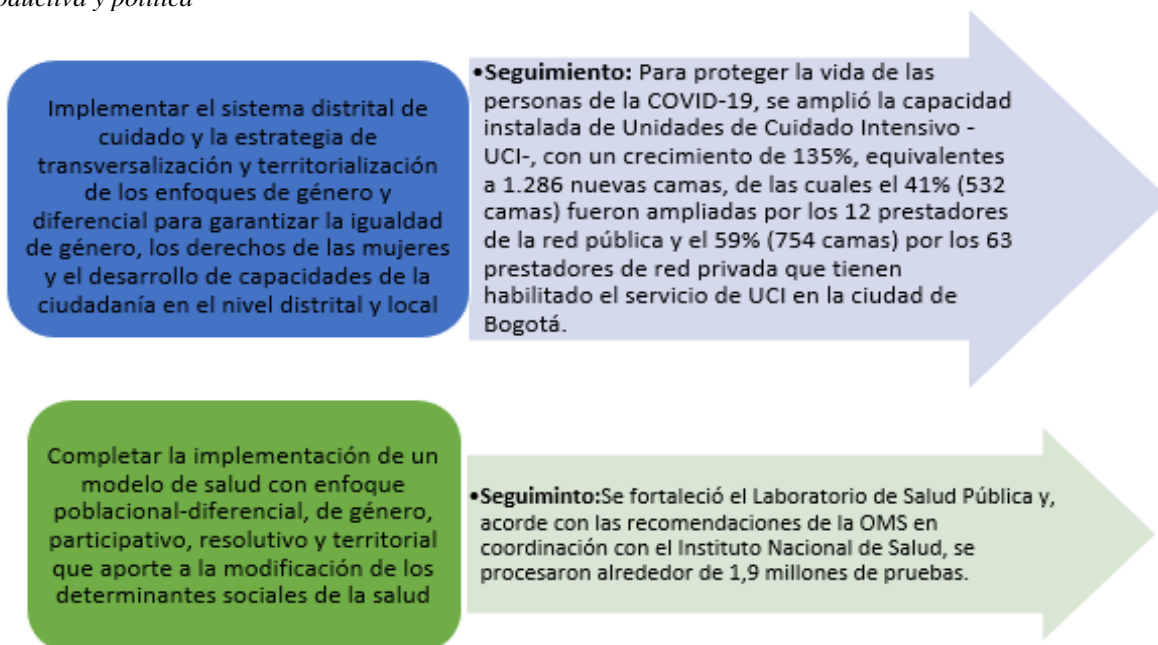 y política
Implementar el sistema distrital de
cuidado y la estrategia de
transversalización y territorialización
de los enfoques de género y
diferencial para garantizar la igualdad
de género, los derechos de las mujeres
y el desarrollo de capacidades de la
ciudadanía en el nivel distrital y local
•Seguimiento: Para proteger la vida de las
personas de la COVID-19, se amplió la capacidad
instalada de Unidades de Cuidado Intensivo -
UCI-, con un crecimiento de 135%, equivalentes
a 1.286 nuevas camas, de las cuales el 41% (532
camas) fueron ampliadas por los 12 prestadores
de la red pública y el 59% (754 camas) por los 63
prestadores de red privada que tienen
habilitado el servicio de UCI en la ciudad de
Bogotá.
Completar la implementación de un
modelo de salud con enfoque
poblacional-diferencial, de género,
participativo, resolutivo y territorial
que aporte a la modificación de los
determinantes sociales de la salud
•Seguiminto:Se fortaleció el Laboratorio de Salud Pública y,
acorde con las recomendaciones de la OMS en
coordinación con el Instituto Nacional de Salud, se
procesaron alrededor de 1,9 millones de pruebas.